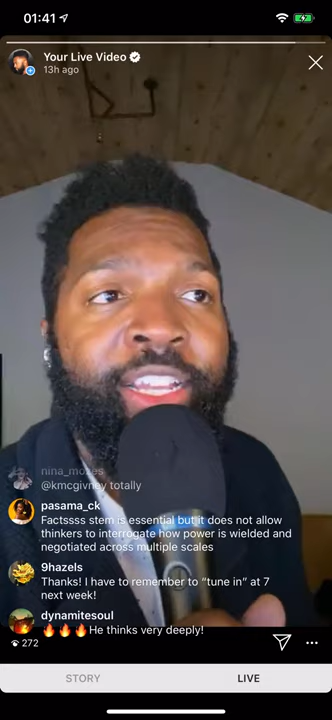 01:41
Your Live Video
13h ago
nina_mozes
@kmcgivney totally
pasama_ck
Factssss stem is essential but it does not allow
thinkers to interrogate how power is wielded and
negotiated across multiple scales
9hazels
Thanks! I have to remember to “tune in” at 7
next week!
dynamitesoul
🔥🔥🔥He thinks very deeply!
272
STORY
LIVE